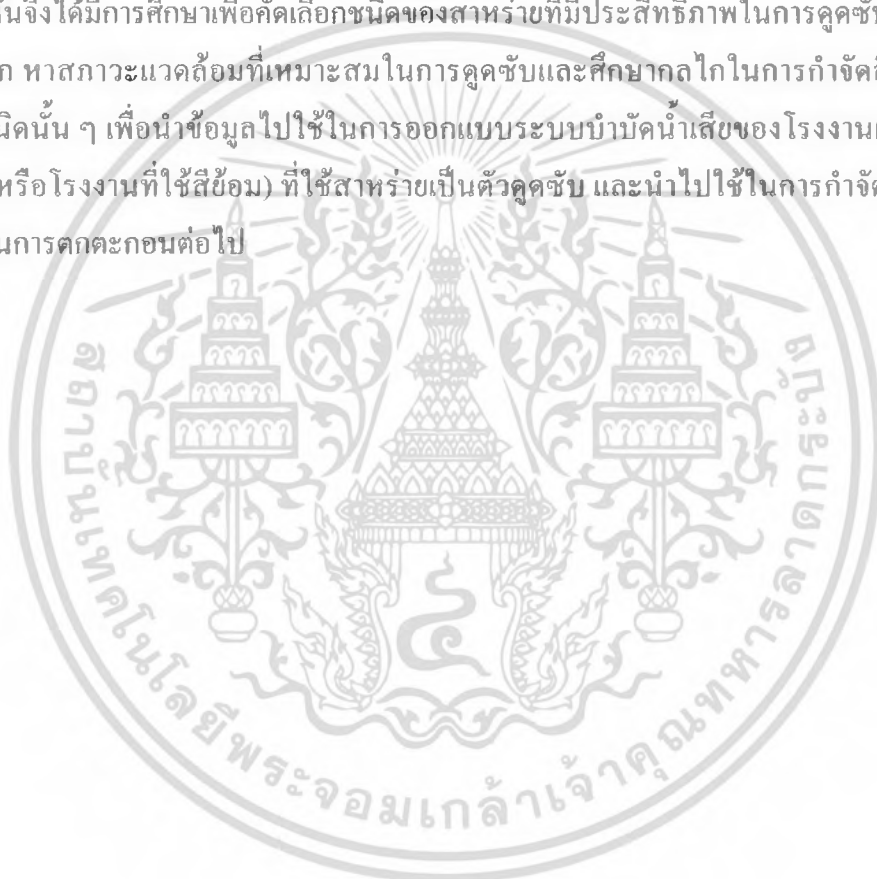 นจึงได้มีการศึกษาเพื่อคัดเลือกชนิดของสาหร่ายที่มีประสิทธิภาพในการดูดซับ
ก หาสภาวะแวดล้อมที่เหมาะสมในการดูดซับและศึกษากลไกในการกำจัด
นิดนั้น ๆ เพื่อนำข้อมูลไปใช้ในการออกแบบระบบบำบัดน้ำเสียของโรงงาน
หรือโรงงานที่ใช้สีย้อม) ที่ใช้สาหร่ายเป็นตัวดูดซับ และนำไปใช้ในการกำจัด
นการตกตะกอนต่อไป
สถาบันเทคโนโลยีพระจอมเกล้าเจ้าคุณทหารลาดกระบัง